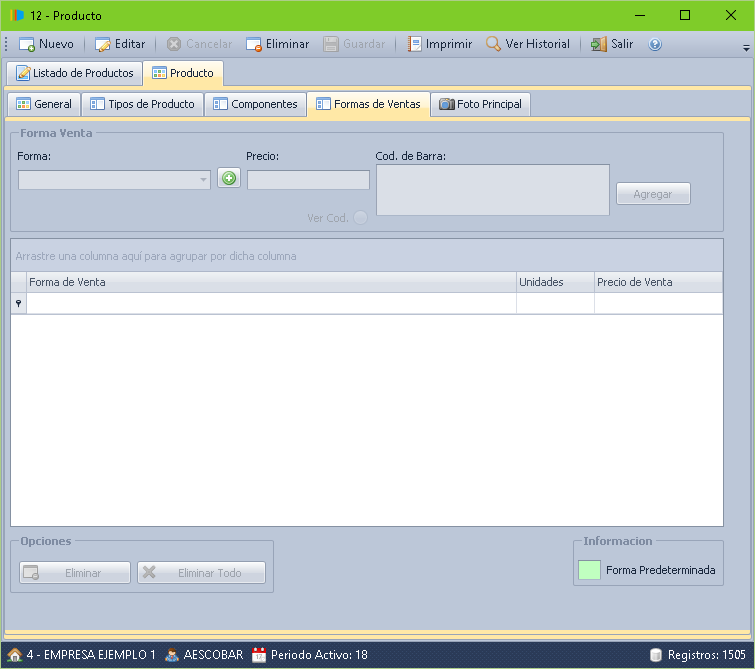 12 - Producto
Nuevo Editar Cancelar Eliminar Guardar Imprimir Ver Historial Salir
Listado de Productos Producto
General Tipos de Producto Componentes Formas de Ventas Foto Principal
Forma Venta
Forma: Precio: Cod. de Barra:
Agregar
Ver Cod.
Arrastre una columna aquí para agrupar por dicha columna
Forma de Venta Unidades Precio de Venta
Opciones Informacion
Eliminar Eliminar Todo Forma Predeterminada
4 - EMPRESA EJEMPLO 1 AESCOBAR Periodo Activo: 18 Registros: 1505